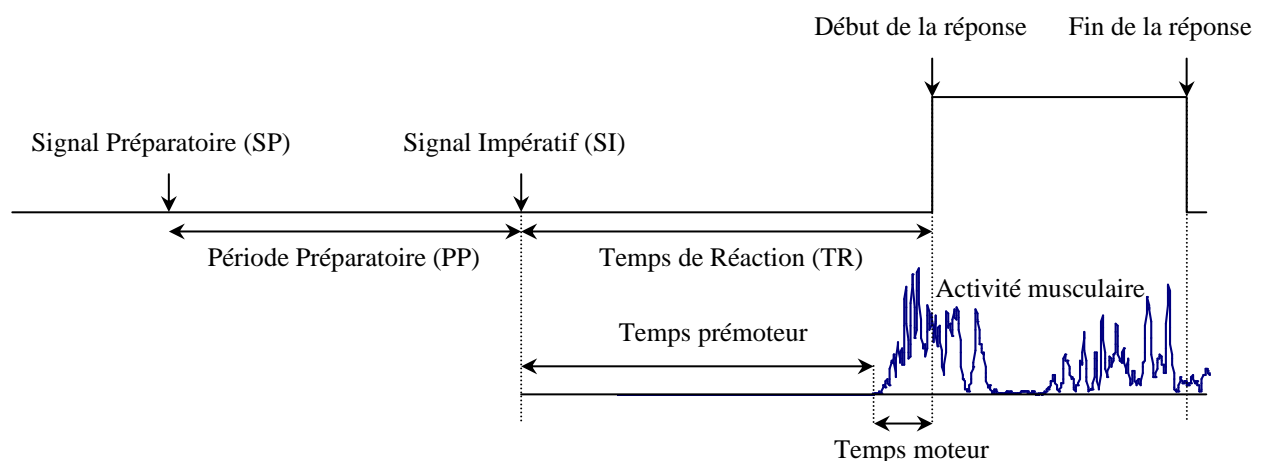 Début de la réponse
Fin de la réponse
Signal Préparatoire (SP)
Signal Impératif (SI)
Période Préparatoire (PP)
Temps de Réaction (TR)
Activité musculaire
Temps prémoteur
Temps moteur